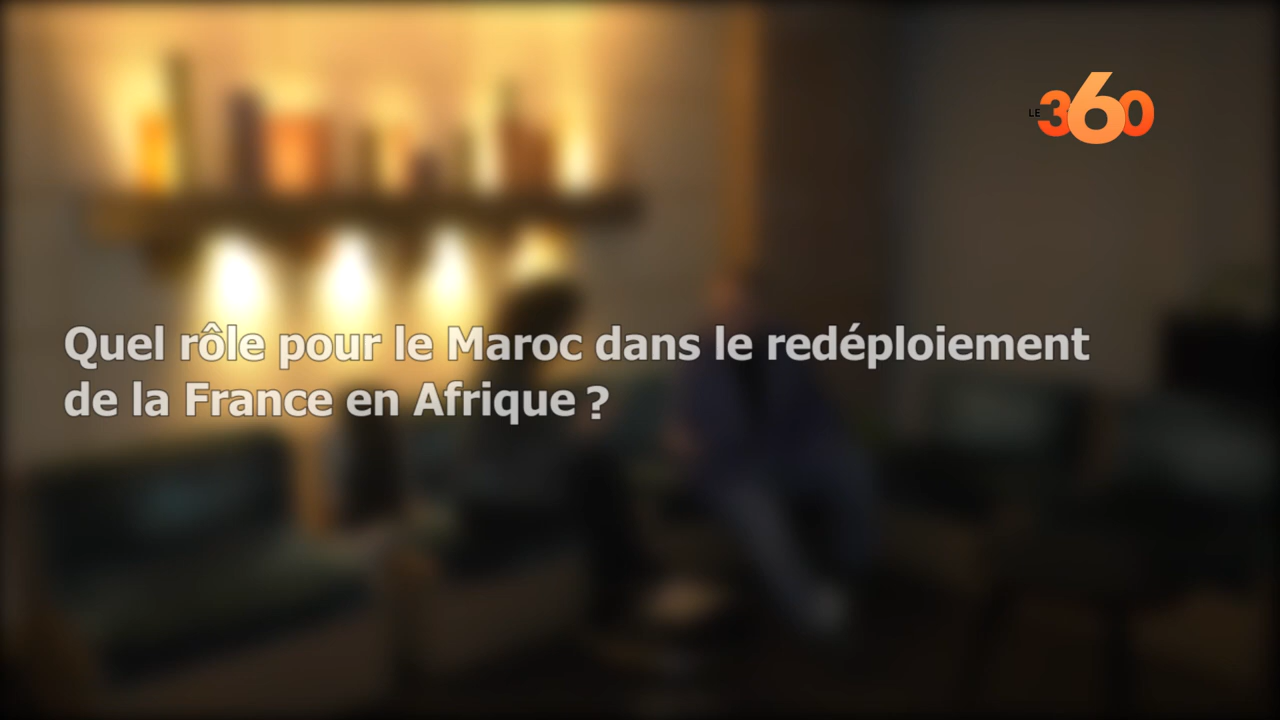 LE 360
Quel rôle pour le Maroc dans le redéploiement
de la France en Afrique ?